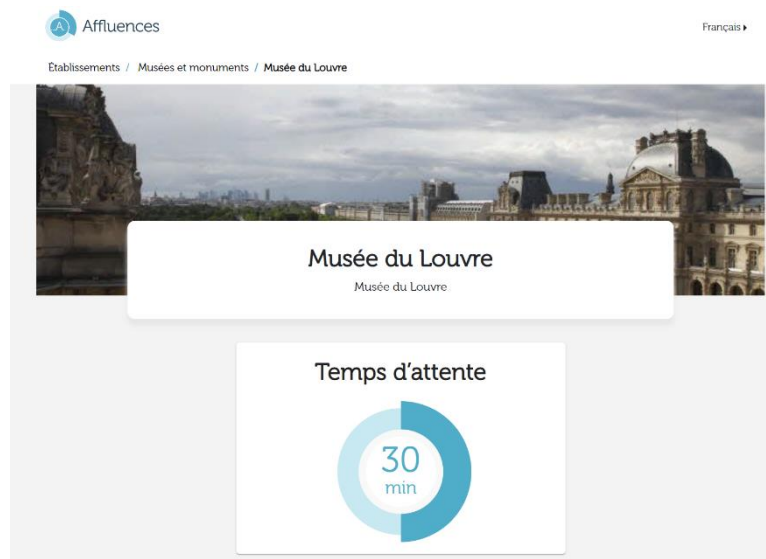 A Affluences
Français
Établissements / Musées et monuments / Musée du Louvre
Musée du Louvre
Musée du Louvre
Temps d'attente
30
min